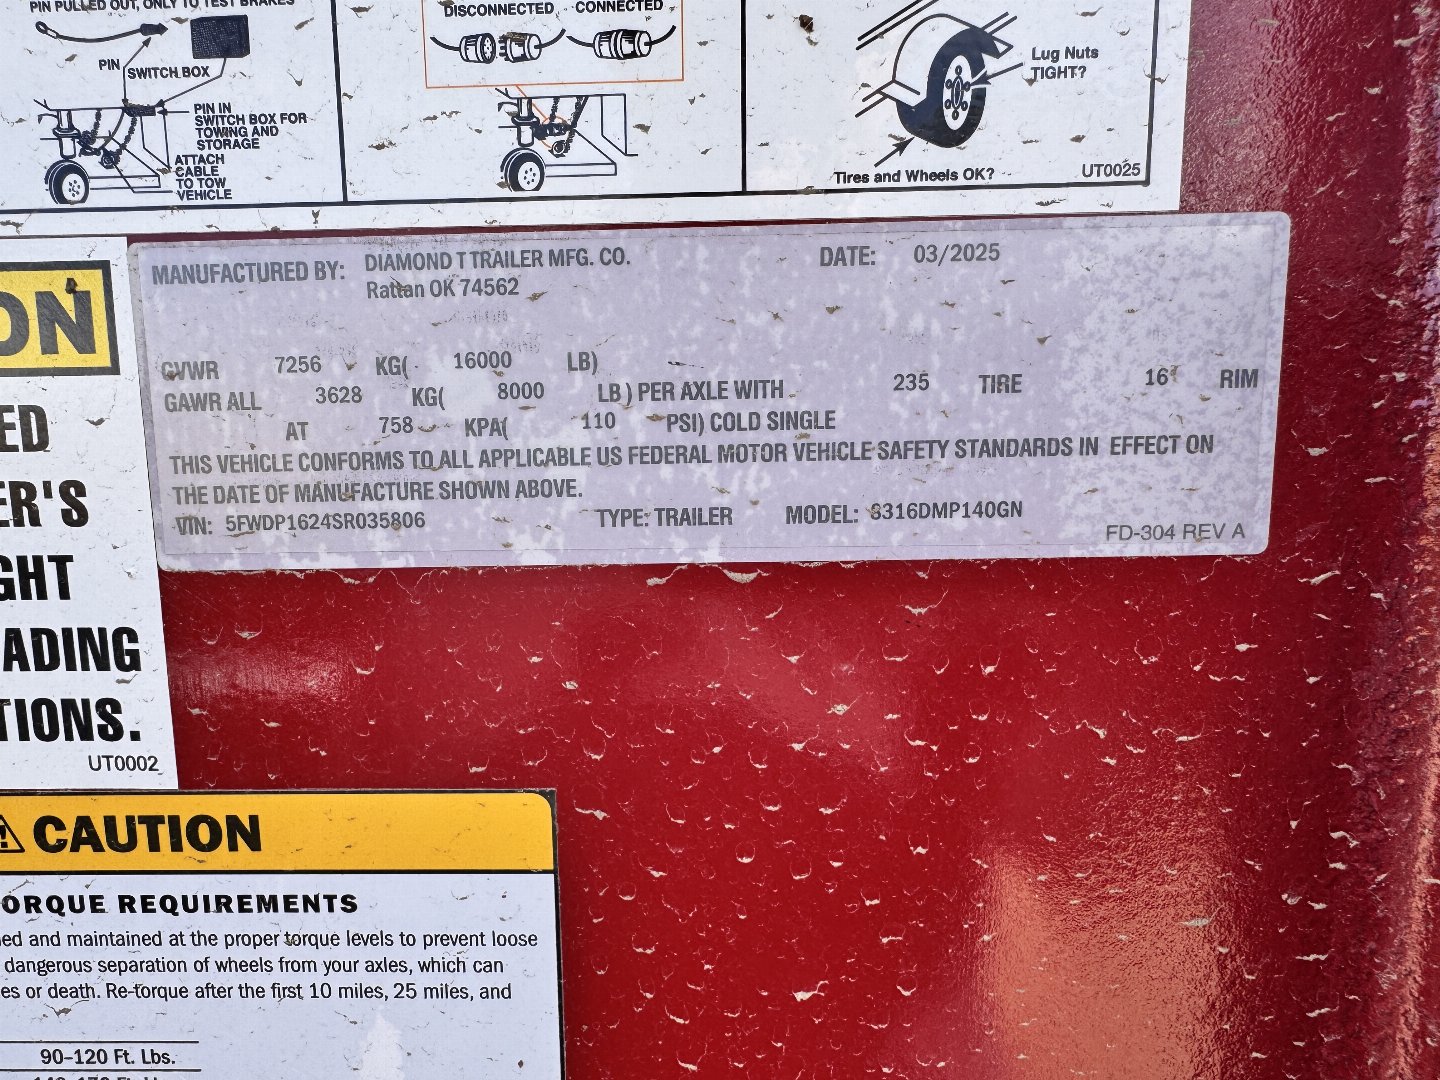 PIN PULLED OUT, ONLY TO TEST BRAKES
PIN
SWITCH BOX
PIN IN
SWITCH BOX FOR
TOWING AND
STORAGE
ATTACH
CABLE
TO TOW
VEHICLE
DISCONNECTED CONNECTED
Lug Nuts
TIGHT?
Tires and Wheels OK?
UT0025
MANUFACTURED BY: DIAMOND T TRAILER MFG. CO. DATE: 03/2025
Rattan OK 74562
GVWR 7256 KG( 16000 LB)
GAWR ALL 3628 KG( 8000 LB) PER AXLE WITH 235 TIRE 16 RIM
AT 758 KPA( 110 PSI) COLD SINGLE
THIS VEHICLE CONFORMS TO ALL APPLICABLE US FEDERAL MOTOR VEHICLE SAFETY STANDARDS IN EFFECT ON
THE DATE OF MANUFACTURE SHOWN ABOVE.
VIN: 5FWDP1624SR035806 TYPE: TRAILER MODEL: 8316DMP140GN
FD-304 REV A
ON
ED
ER'S
GHT
ADING
TIONS.
UT0002
CAUTION
ORQUE REQUIREMENTS
ed and maintained at the proper torque levels to prevent loose
dangerous separation of wheels from your axles, which can
es or death. Re-torque after the first 10 miles, 25 miles, and
90–120 Ft. Lbs.